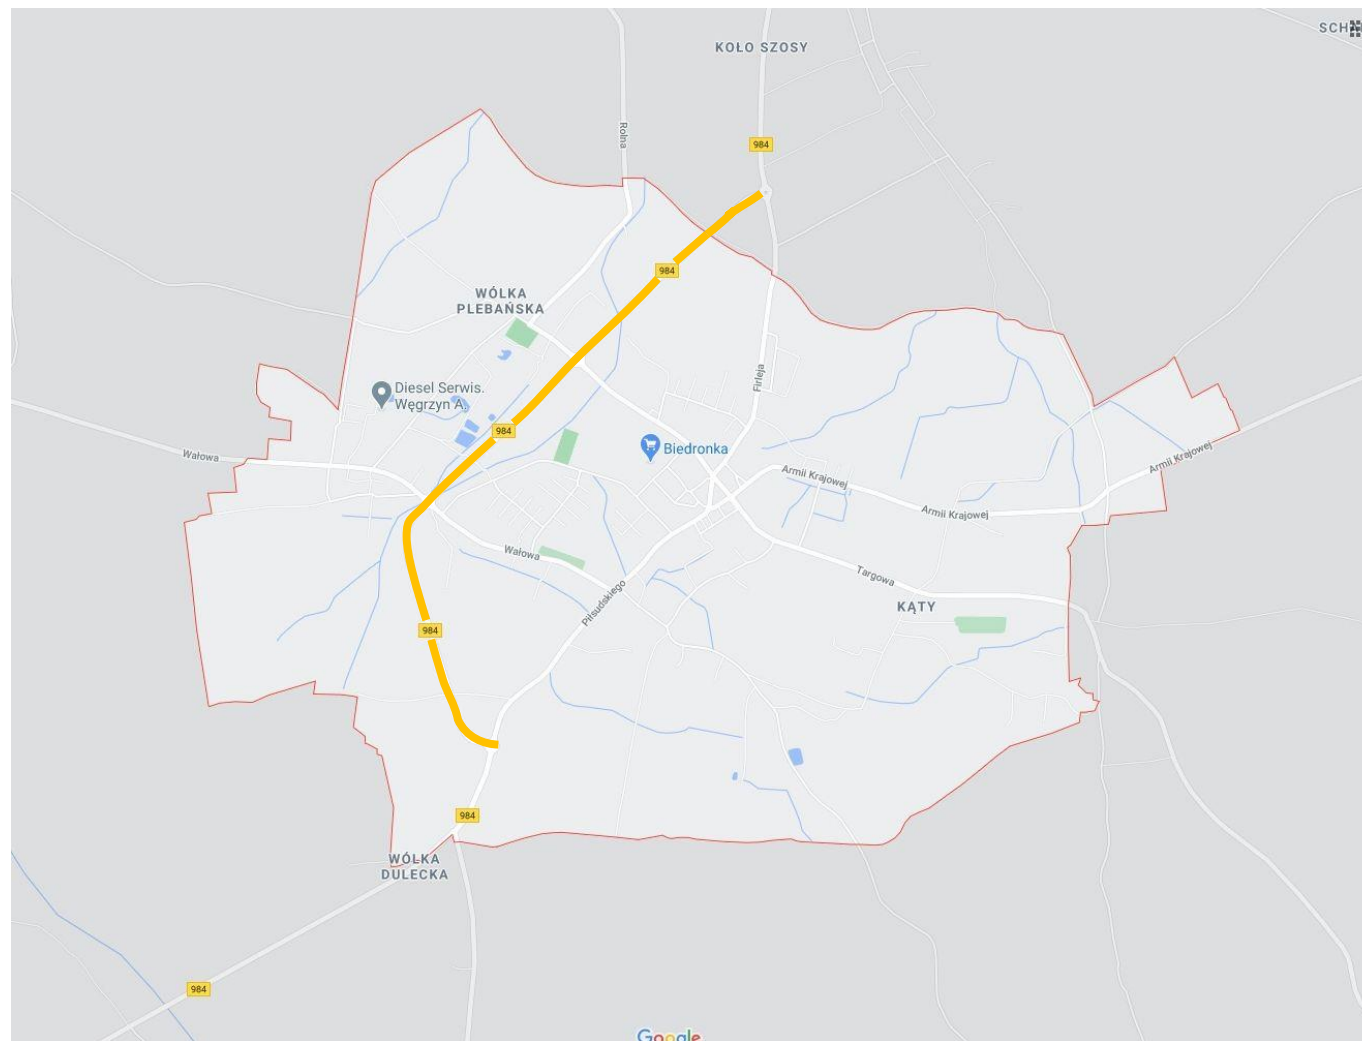 KOŁO SZOSY
SCHA
Rolna
984
984
WÓLKA
PLEBAŃSKA
Firleja
Diesel Serwis.
Węgrzyn A.
984
Biedronka
Wałowa
Armii Krajowej
Armii Krajowej
Armii Krajowej
Wałowa
Targowa
Piłsudskiego
KĄTY
984
984
WÓLKA
DULECKA
984
Google